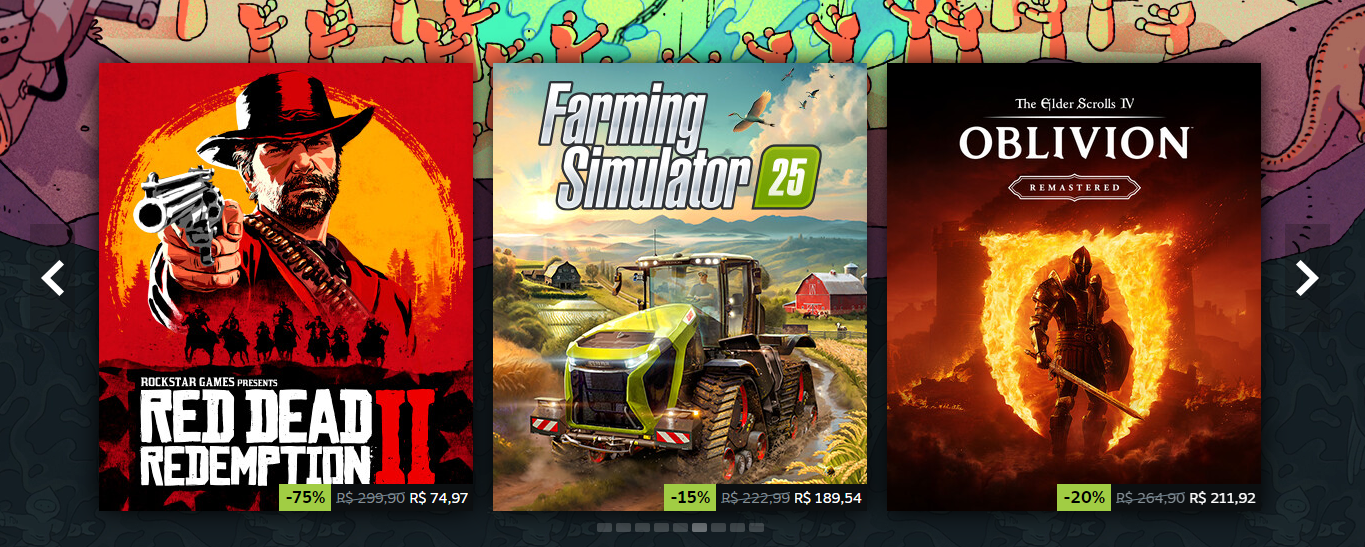 ROCKSTAR GAMES PRESENTS
RED DEAD
REDEMPTION II
-75% R$ 299,90 R$ 74,97
Farming
Simulator 25
-15% R$ 222,99 R$ 189,54
The Elder Scrolls IV
OBLIVION
REMASTERED
-20% R$ 264,90 R$ 211,92